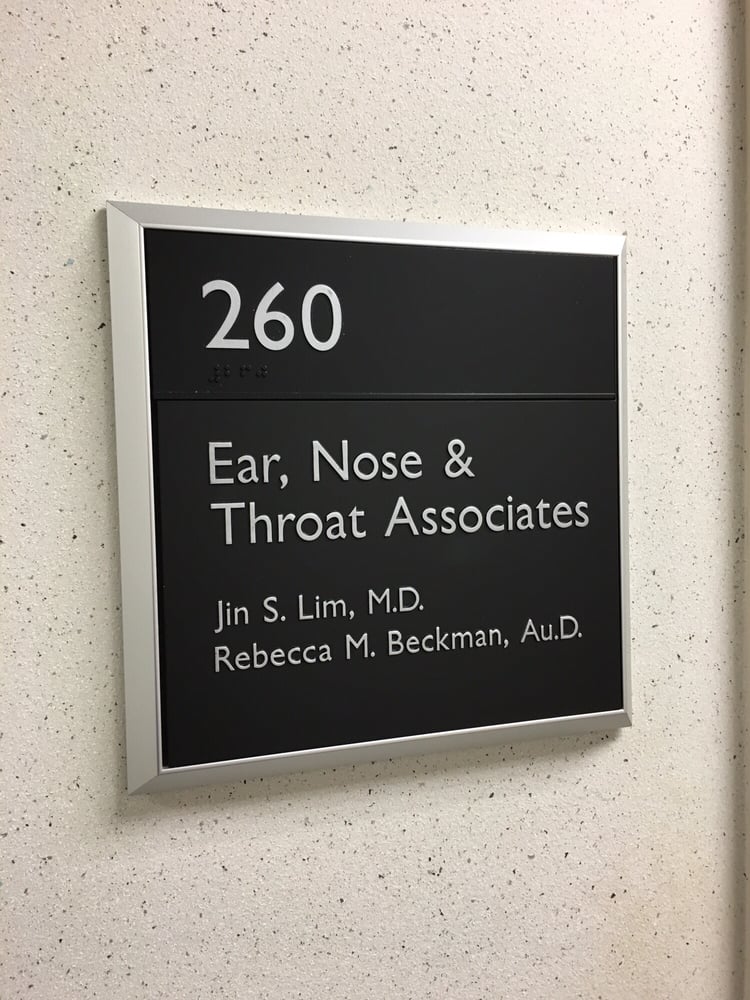 260
Ear, Nose &
Throat Associates
Jin S. Lim, M.D.
Rebecca M. Beckman, Au.D.